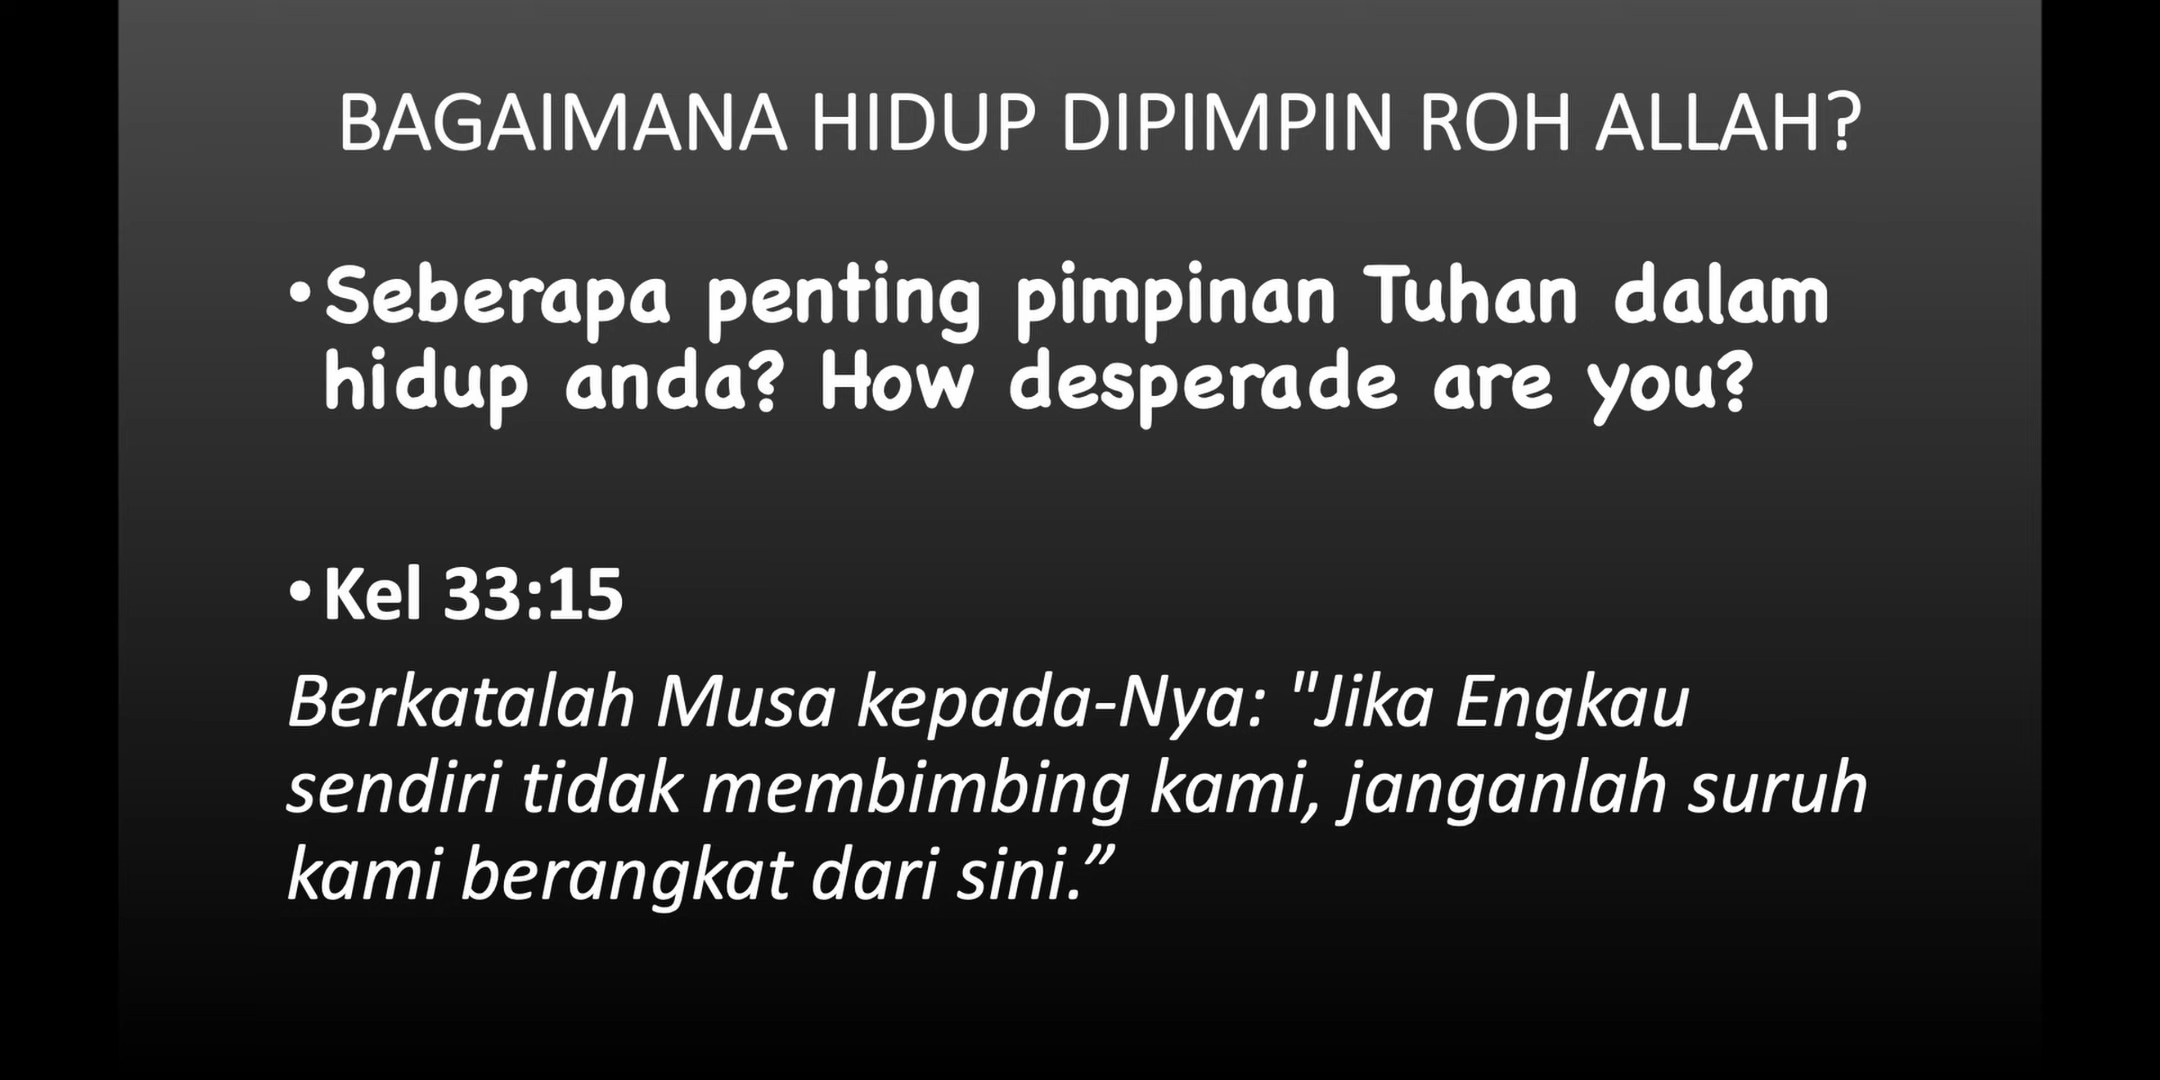 BAGAIMANA HIDUP DIPIMPIN ROH ALLAH?
•Seberapa penting pimpinan Tuhan dalam
hidup anda? How desperade are you?
•Kel 33:15
Berkatalah Musa kepada-Nya: "Jika Engkau
sendiri tidak membimbing kami, janganlah suruh
kami berangkat dari sini.”